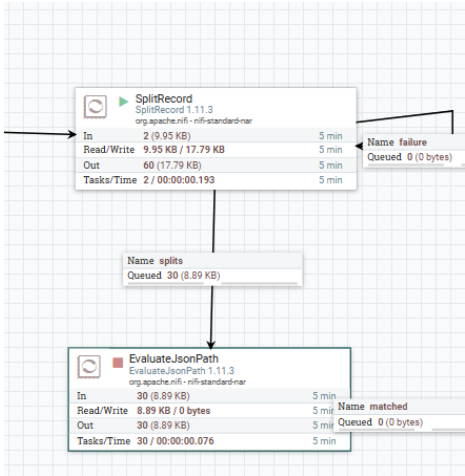 SplitRecord
SplitRecord 1.11.3
org.apache.nifi - nifi-standard-nar
In 2 (9.95 KB) 5 min
Read/Write 9.95 KB / 17.79 KB 5 min
Out 60 (17.79 KB) 5 min
Tasks/Time 2 / 00:00:00.193 5 min
Name failure
Queued 0 (0 bytes)
Name splits
Queued 30 (8.89 KB)
EvaluateJsonPath
EvaluateJsonPath 1.11.3
org.apache.nifi - nifi-standard-nar
In 30 (8.89 KB) 5 min
Read/Write 8.89 KB / 0 bytes 5 min
Out 30 (8.89 KB) 5 min
Tasks/Time 30 / 00:00:00.076 5 min
Name matched
Queued 0 (0 bytes)